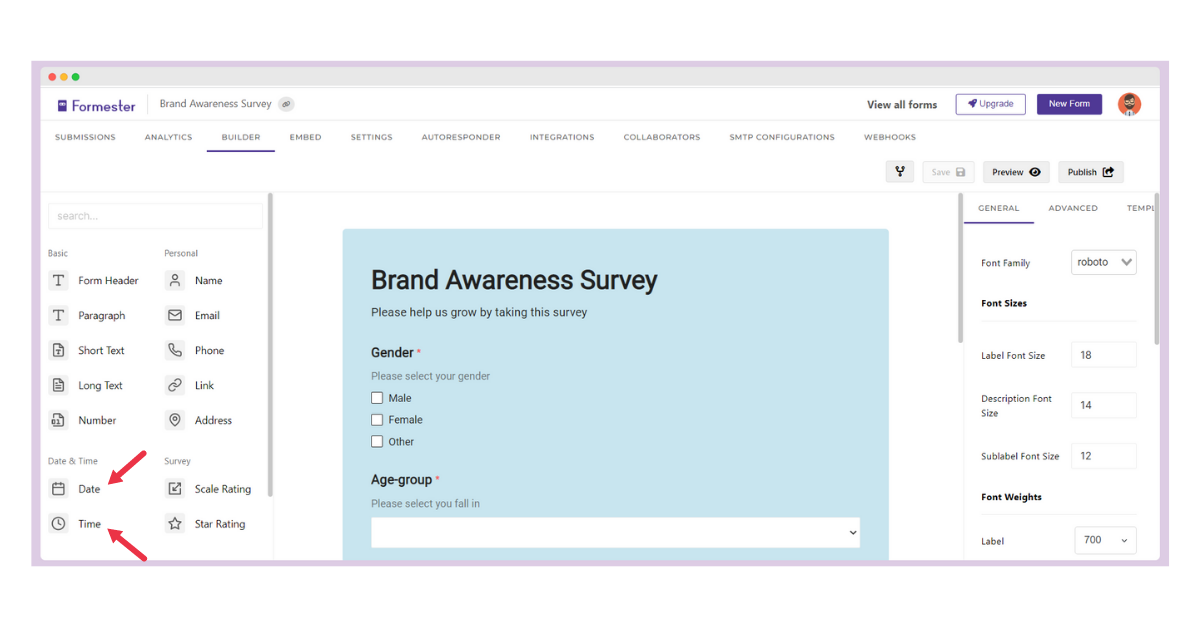 Formester
Brand Awareness Survey
View all forms
Upgrade
New Form
SUBMISSIONS
ANALYTICS
BUILDER
EMBED
SETTINGS
AUTORESPONDER
INTEGRATIONS
COLLABORATORS
SMTP CONFIGURATIONS
WEBHOOKS
Save
Preview
Publish
search...
Basic
Personal
Form Header
Name
Paragraph
Email
Short Text
Phone
Long Text
Link
Number
Address
Date & Time
Survey
Date
Scale Rating
Time
Star Rating
Brand Awareness Survey
Please help us grow by taking this survey
Gender *
Please select your gender
Male
Female
Other
Age-group *
Please select you fall in
GENERAL
ADVANCED
TEMPL
Font Family
roboto
Font Sizes
Label Font Size
18
Description Font
Size
14
Sublabel Font Size
12
Font Weights
Label
700